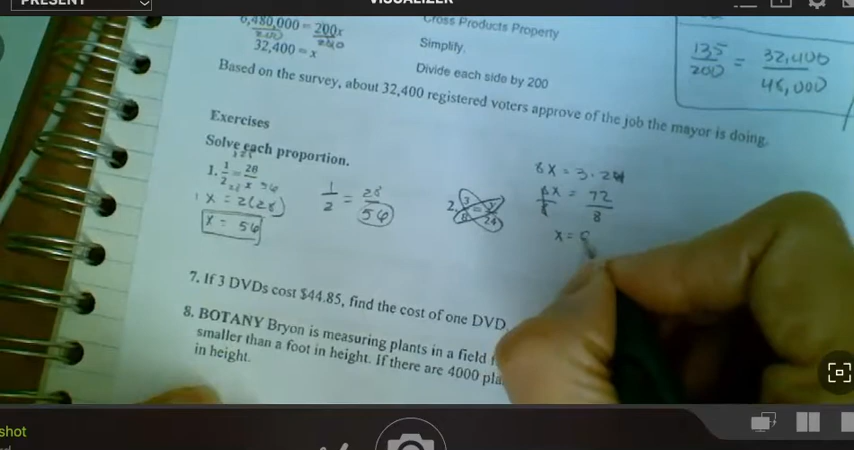 PRESENT
VISUALIZER
6,480,000 = 200x
Cross Products Property
32,400 = x
Simplify.
Divide each side by 200
Based on the survey, about 32,400 registered voters approve of the job the mayor is doing.
135/200 = 32,400/48,000
Exercises
Solve each proportion.
1. 1/2 = 28/x
1x = 2(28)
x = 56
1/2 = 28/56
2. 3/8 = x/24
8x = 3·24
8x/8 = 72/8
x =
7. If 3 DVDs cost $44.85, find the cost of one DVD
8. BOTANY Bryon is measuring plants in a field
smaller than a foot in height. If there are 4000
in height.
shot